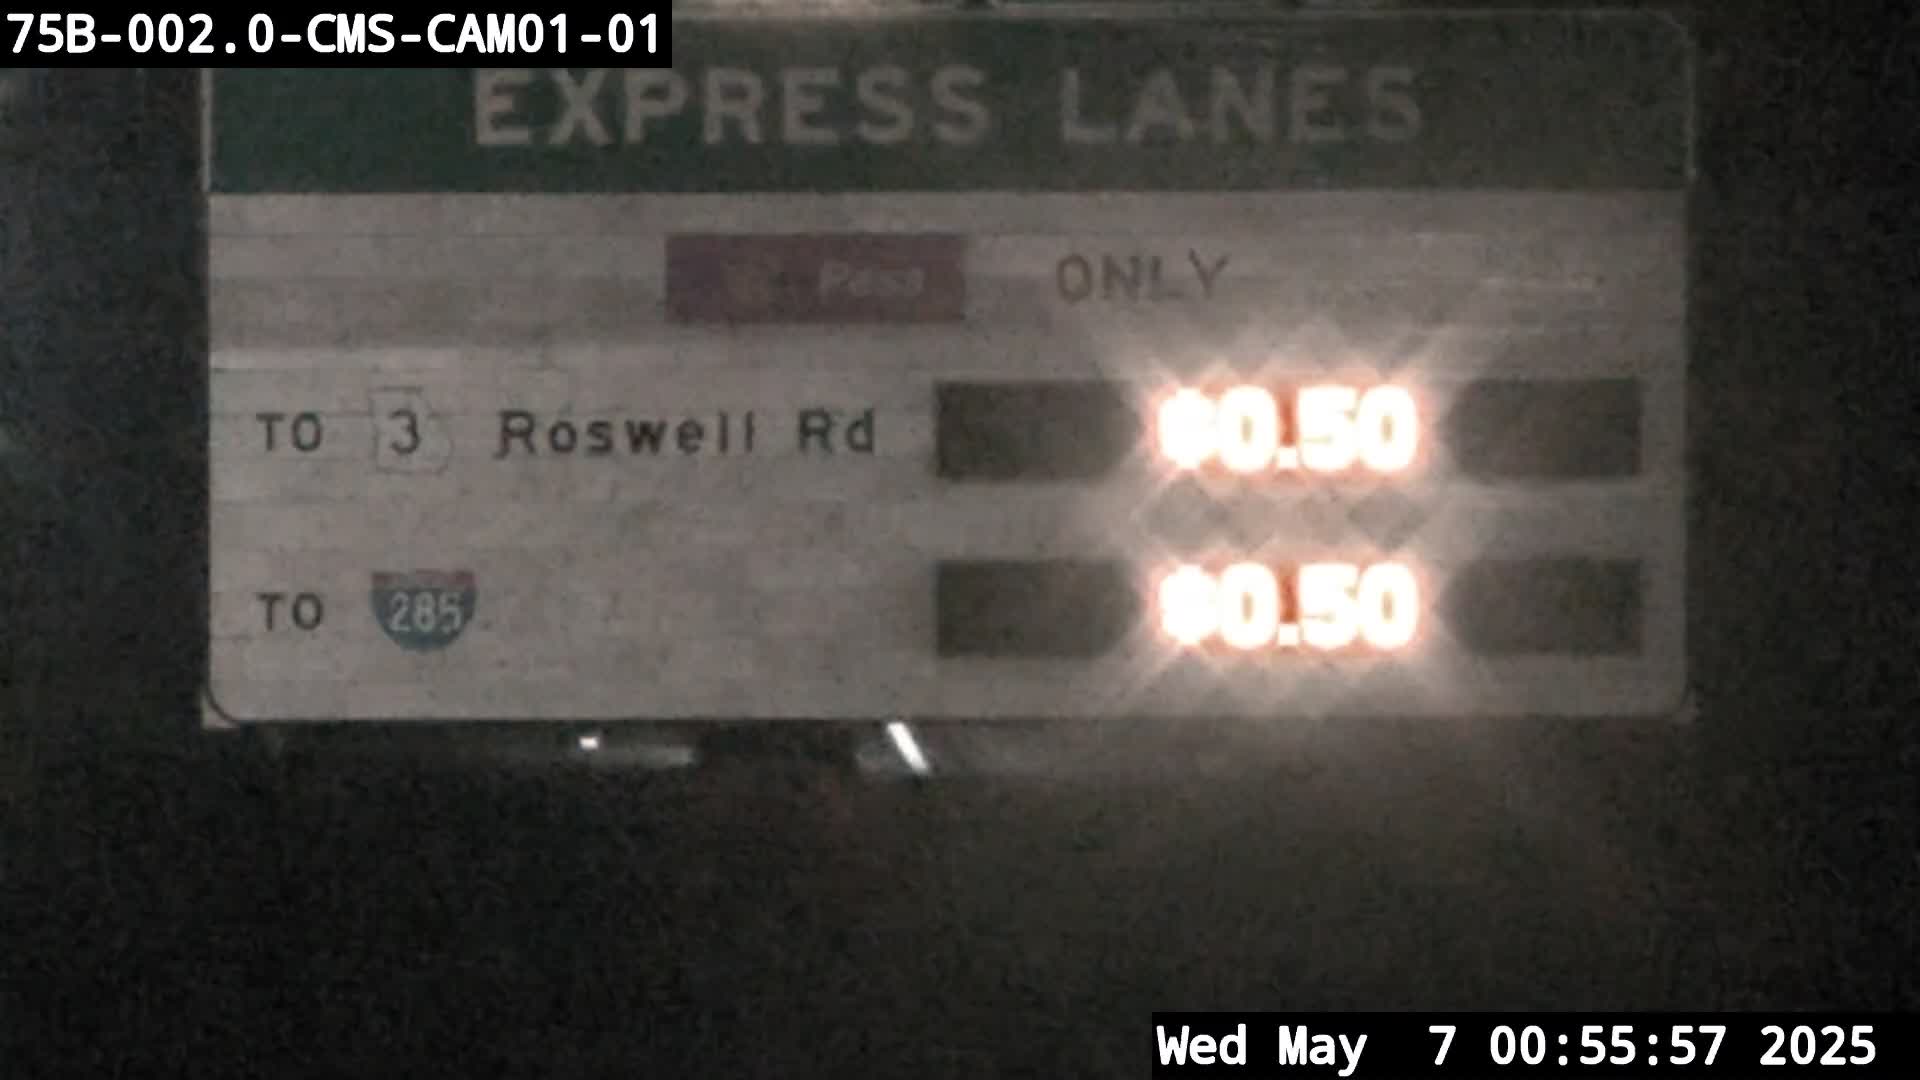 75B-002.0-CMS-CAM01-01
EXPRESS LANES
Pass ONLY
TO 3 Roswell Rd $0.50
TO 285 $0.50
Wed May 7 00:55:57 2025